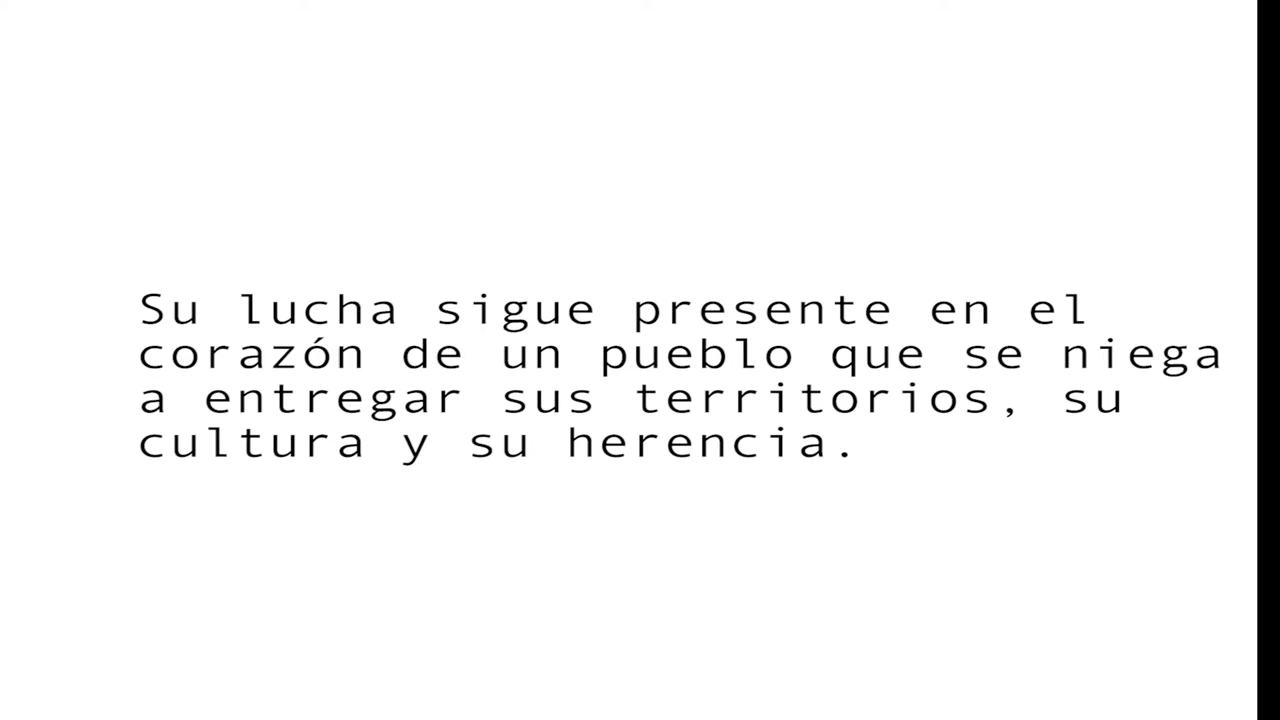 Su lucha sigue presente en el
corazón de un pueblo que se niega
a entregar sus territorios, su
cultura y su herencia.